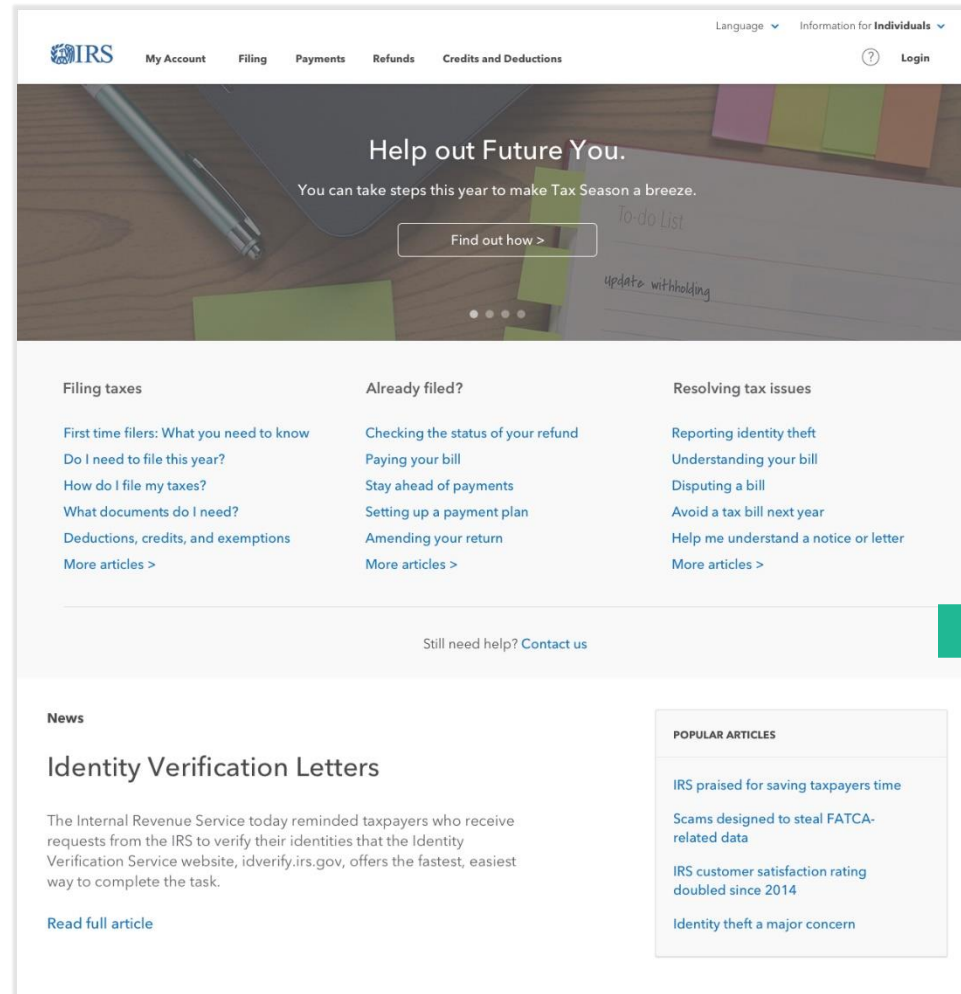 Language Information for Individuals
IRS My Account Filing Payments Refunds Credits and Deductions ? Login
Help out Future You.
You can take steps this year to make Tax Season a breeze.
Find out how >
To-do List
update withholding
Filing taxes
First time filers: What you need to know
Do I need to file this year?
How do I file my taxes?
What documents do I need?
Deductions, credits, and exemptions
More articles >
Already filed?
Checking the status of your refund
Paying your bill
Stay ahead of payments
Setting up a payment plan
Amending your return
More articles >
Resolving tax issues
Reporting identity theft
Understanding your bill
Disputing a bill
Avoid a tax bill next year
Help me understand a notice or letter
More articles >
Still need help? Contact us
News
Identity Verification Letters
The Internal Revenue Service today reminded taxpayers who receive
requests from the IRS to verify their identities that the Identity
Verification Service website, idverify.irs.gov, offers the fastest, easiest
way to complete the task.
Read full article
POPULAR ARTICLES
IRS praised for saving taxpayers time
Scams designed to steal FATCA-
related data
IRS customer satisfaction rating
doubled since 2014
Identity theft a major concern